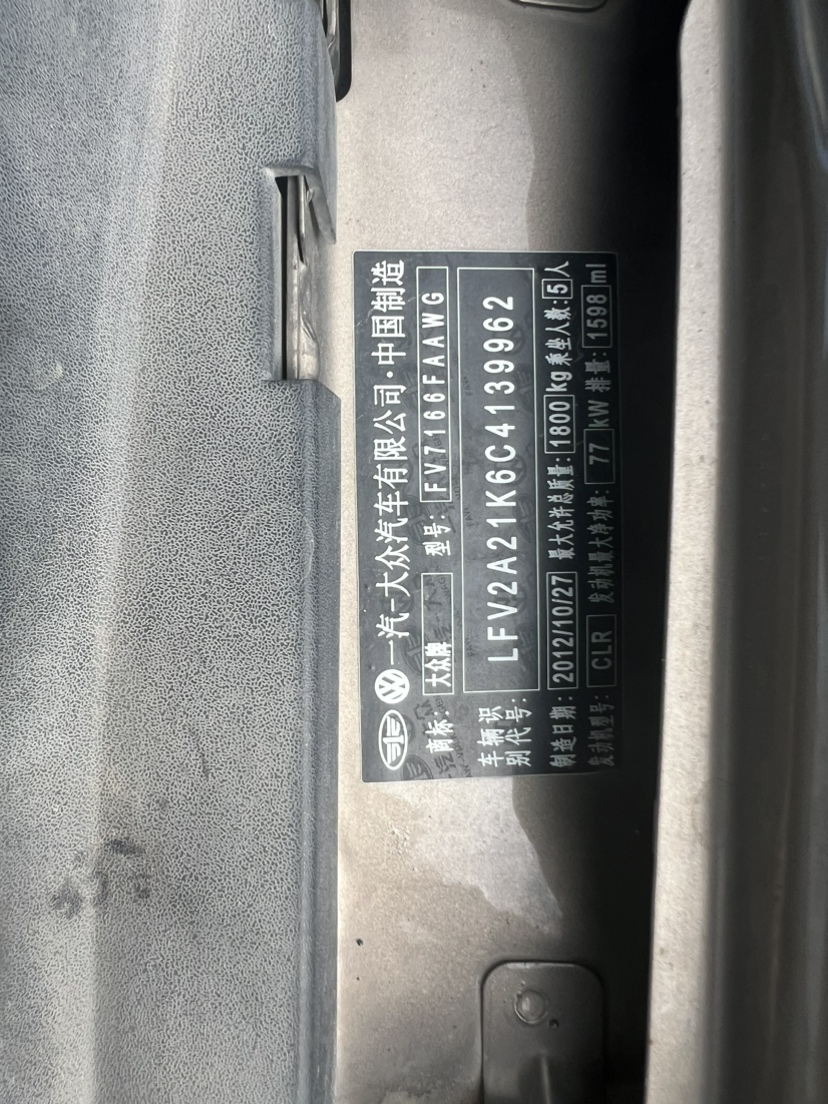 一汽-大众汽车有限公司·中国制造
商标: 大众牌 型号: FV7166FAAWG
车辆识别代号: LFV2A21K6C4139962
制造日期: 2012/10/27 最大允许总质量: 1800 kg 乘坐人数: 5 人
发动机型号: CLR 发动机最大净功率: 77 kW 排量: 1598 ml